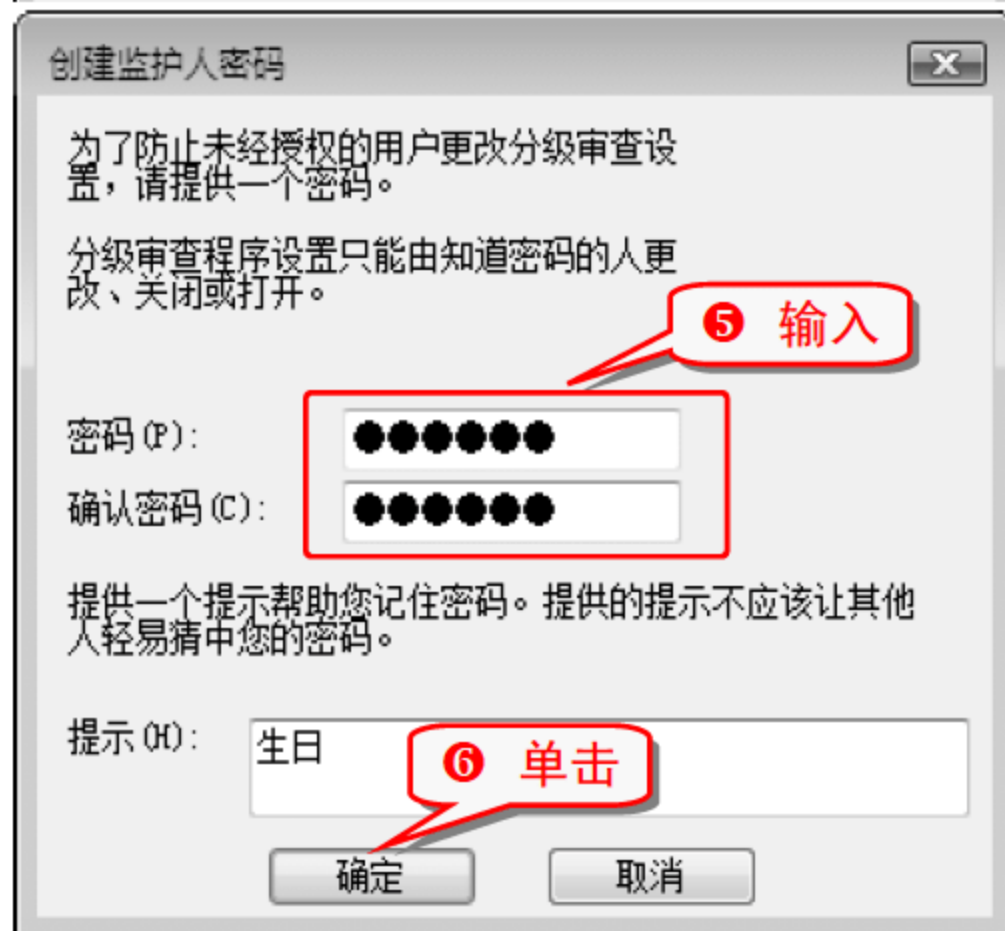 创建监护人密码
为了防止未经授权的用户更改分级审查设
置，请提供一个密码。
分级审查程序设置只能由知道密码的人更
改、关闭或打开。
❺ 输入
密码(P):
●●●●●●
确认密码(C):
●●●●●●
提供一个提示帮助您记住密码。提供的提示不应该让其他
人轻易猜中您的密码。
提示(H):
生日
❻ 单击
确定
取消